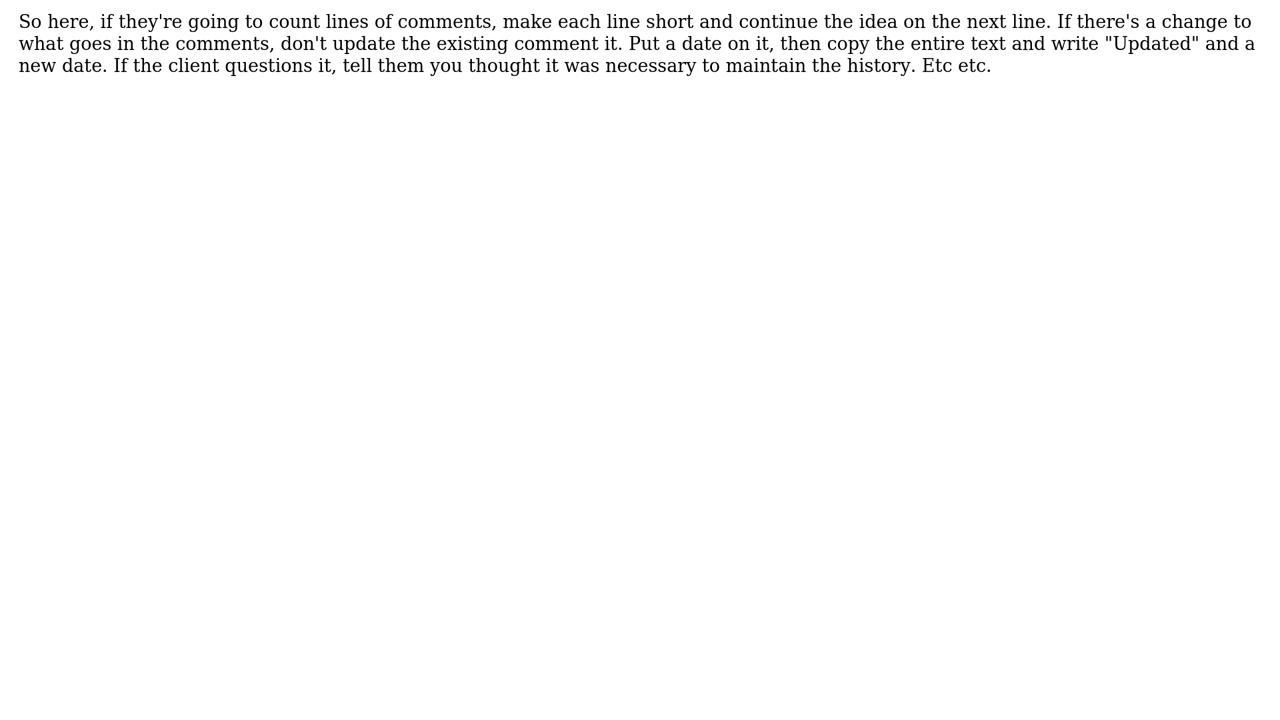 So here, if they're going to count lines of comments, make each line short and continue the idea on the next line. If there's a change to
what goes in the comments, don't update the existing comment it. Put a date on it, then copy the entire text and write "Updated" and a
new date. If the client questions it, tell them you thought it was necessary to maintain the history. Etc etc.